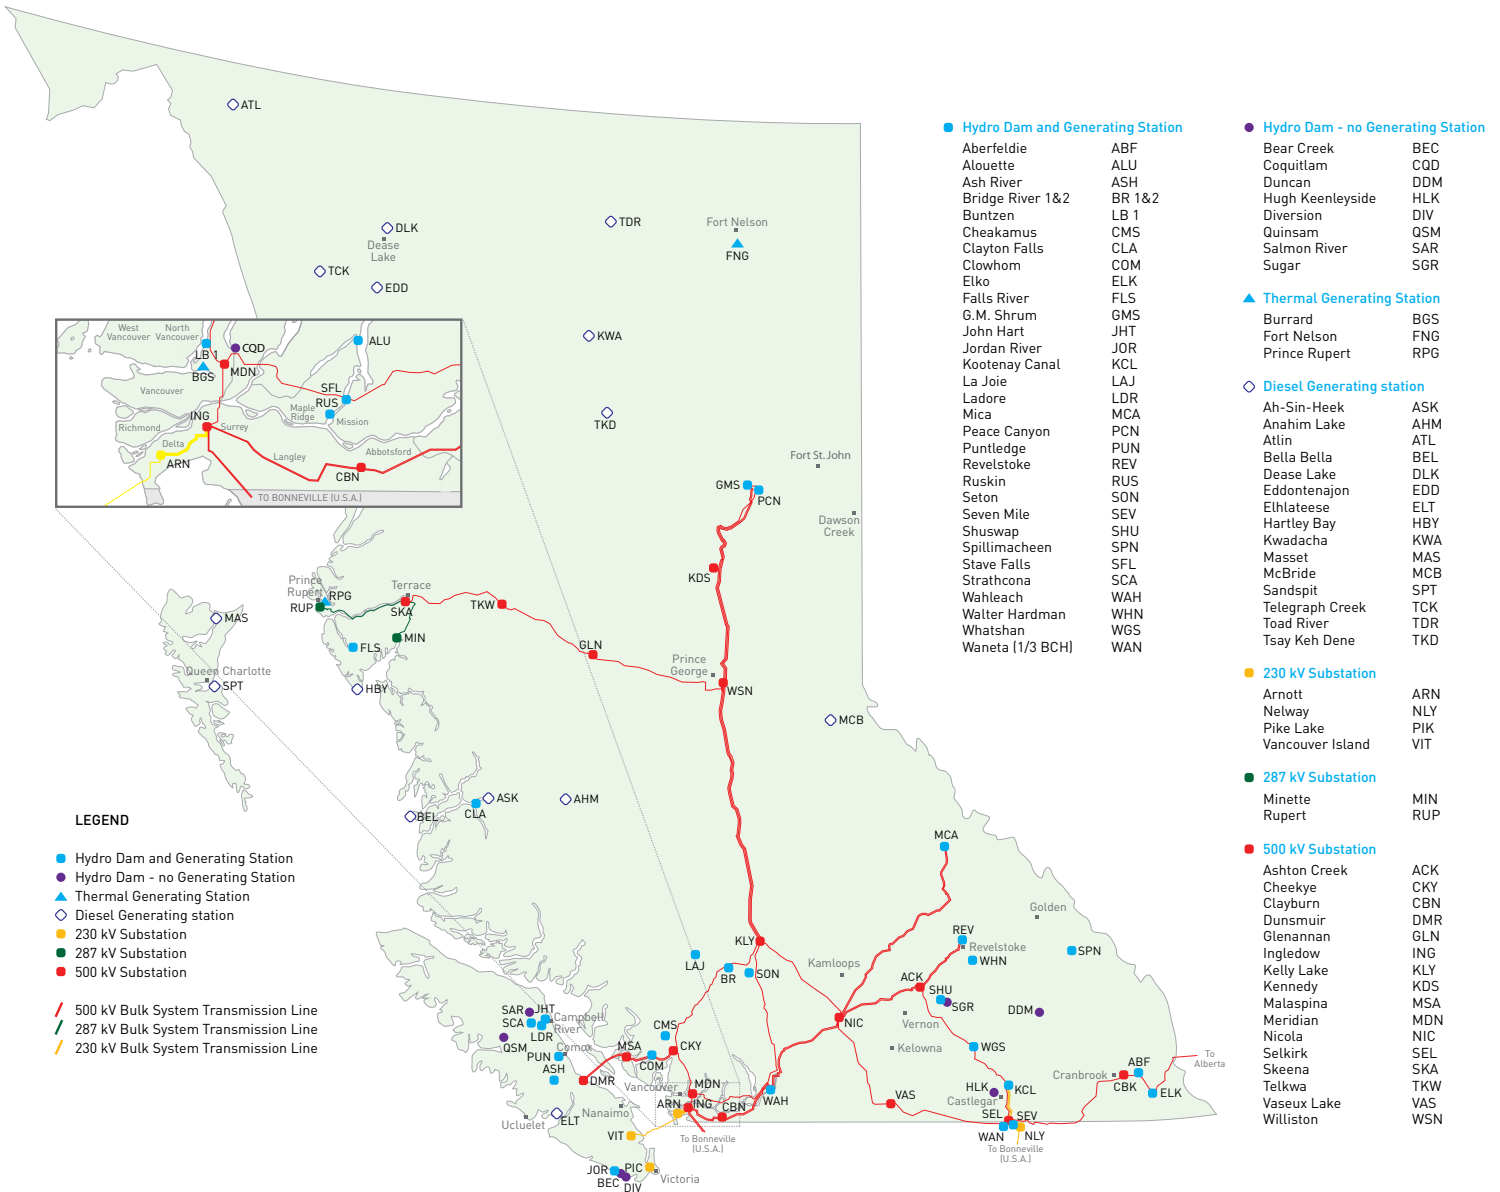 ATL
DLK
Dease
Lake
TCK
EDD
TDR
Fort Nelson
FNG
KWA
TKD
Fort St.John
GMS
PCN
Dawson
Creek
KDS
West
Vancouver
North
Vancouver
LB 1
CQD
ALU
BGS
MDN
Vancouver
SFL
RUS
Maple
Ridge
Mission
ING
Richmond
Surrey
Delta
ARN
Langley
Abbotsford
CBN
TO BONNEVILLE (U.S.A.)
Prince
Rupert
RPG
RUP
Terrace
SKA
TKW
MIN
FLS
GLN
MAS
Queen Charlotte
SPT
HBY
Prince
George
WSN
MCB
ASK
CLA
AHM
BEL
MCA
Golden
KLY
REV
Revelstoke
SPN
LAJ
BR
SON
WHN
Kamloops
ACK
SHU
SGR
DDM
NIC
Vernon
SAR
JHT
SCA
LDR
Campbell
River
QSM
Comox
PUN
ASH
CMS
CKY
MSA
COM
DMR
Kelowna
WGS
MDN
Vancouver
ARN
ING
CBN
WAH
Nanaimo
Ucluelet
ELT
VIT
To Bonneville
(U.S.A.)
VAS
HLK
KCL
Castlegar
SEL
SEV
WAN
NLY
To Bonneville
(U.S.A.)
Cranbrook
CBK
ABF
ELK
To
Alberta
JOR
PIC
BEC
DIV
Victoria
LEGEND
Hydro Dam and Generating Station
Hydro Dam - no Generating Station
Thermal Generating Station
Diesel Generating station
230 kV Substation
287 kV Substation
500 kV Substation
500 kV Bulk System Transmission Line
287 kV Bulk System Transmission Line
230 kV Bulk System Transmission Line
Hydro Dam and Generating Station
Aberfeldie ABF
Alouette ALU
Ash River ASH
Bridge River 1&2 BR 1&2
Buntzen LB 1
Cheakamus CMS
Clayton Falls CLA
Clowhom COM
Elko ELK
Falls River FLS
G.M. Shrum GMS
John Hart JHT
Jordan River JOR
Kootenay Canal KCL
La Joie LAJ
Ladore LDR
Mica MCA
Peace Canyon PCN
Puntledge PUN
Revelstoke REV
Ruskin RUS
Seton SON
Seven Mile SEV
Shuswap SHU
Spillimacheen SPN
Stave Falls SFL
Strathcona SCA
Wahleach WAH
Walter Hardman WHN
Whatshan WGS
Waneta (1/3 BCH) WAN
Hydro Dam - no Generating Station
Bear Creek BEC
Coquitlam CQD
Duncan DDM
Hugh Keenleyside HLK
Diversion DIV
Quinsam QSM
Salmon River SAR
Sugar SGR
Thermal Generating Station
Burrard BGS
Fort Nelson FNG
Prince Rupert RPG
Diesel Generating station
Ah-Sin-Heek ASK
Anahim Lake AHM
Atlin ATL
Bella Bella BEL
Dease Lake DLK
Eddontenajon EDD
Elhlateese ELT
Hartley Bay HBY
Kwadacha KWA
Masset MAS
McBride MCB
Sandspit SPT
Telegraph Creek TCK
Toad River TDR
Tsay Keh Dene TKD
230 kV Substation
Arnott ARN
Nelway NLY
Pike Lake PIK
Vancouver Island VIT
287 kV Substation
Minette MIN
Rupert RUP
500 kV Substation
Ashton Creek ACK
Cheekye CKY
Clayburn CBN
Dunsmuir DMR
Glenannan GLN
Ingledow ING
Kelly Lake KLY
Kennedy KDS
Malaspina MSA
Meridian MDN
Nicola NIC
Selkirk SEL
Skeena SKA
Telkwa TKW
Vaseux Lake VAS
Williston WSN